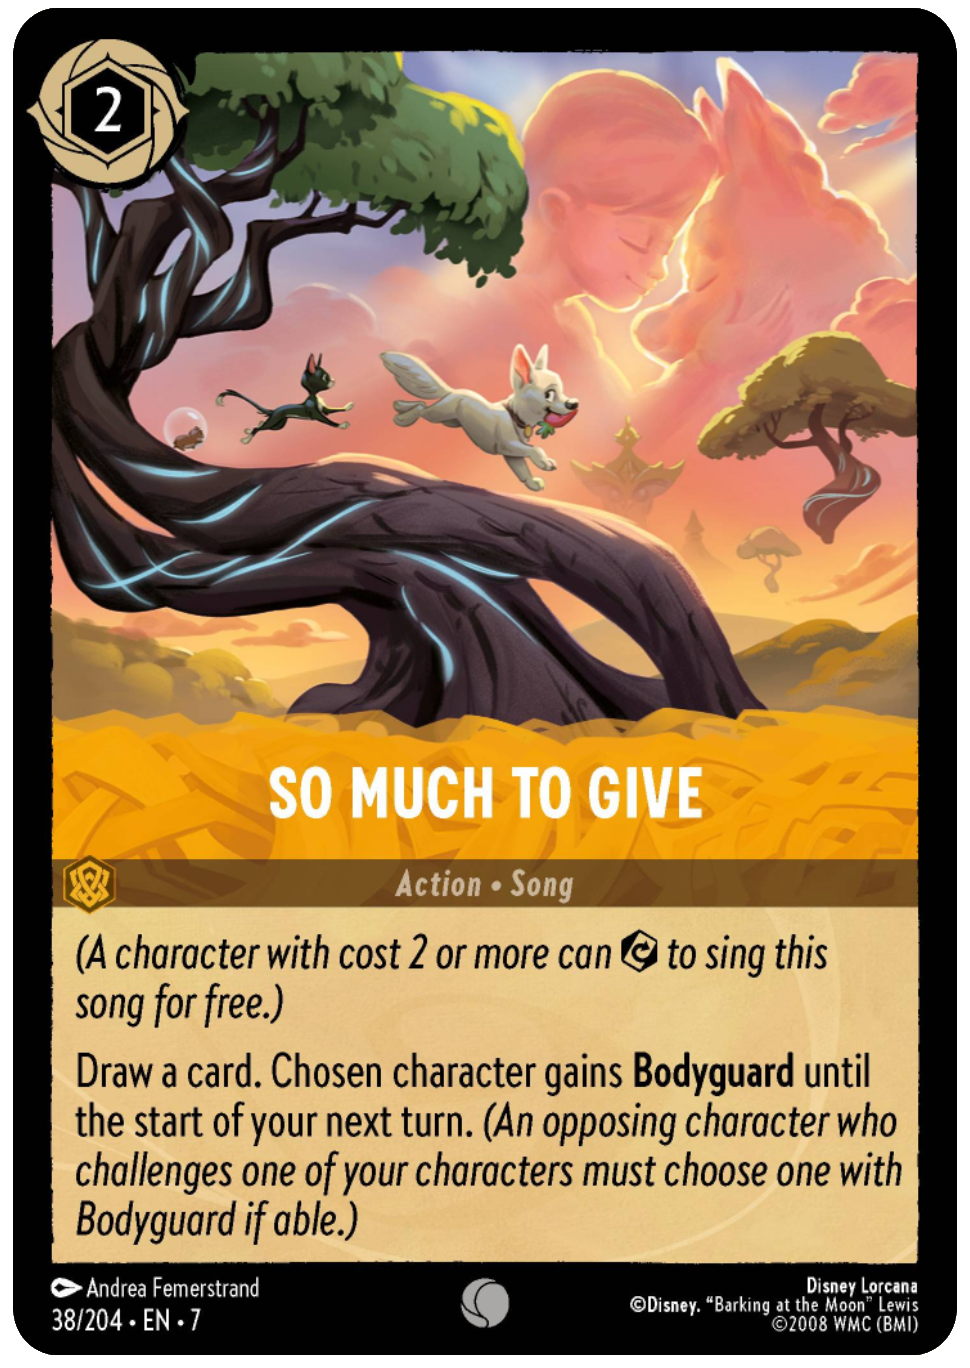 2
SO MUCH TO GIVE
Action • Song
(A character with cost 2 or more can to sing this
song for free.)
Draw a card. Chosen character gains Bodyguard until
the start of your next turn. (An opposing character who
challenges one of your characters must choose one with
Bodyguard if able.)
Andrea Femerstrand
38/204 • EN • 7
Disney Lorcana
©Disney. “Barking at the Moon” Lewis
©2008 WMC (BMI)